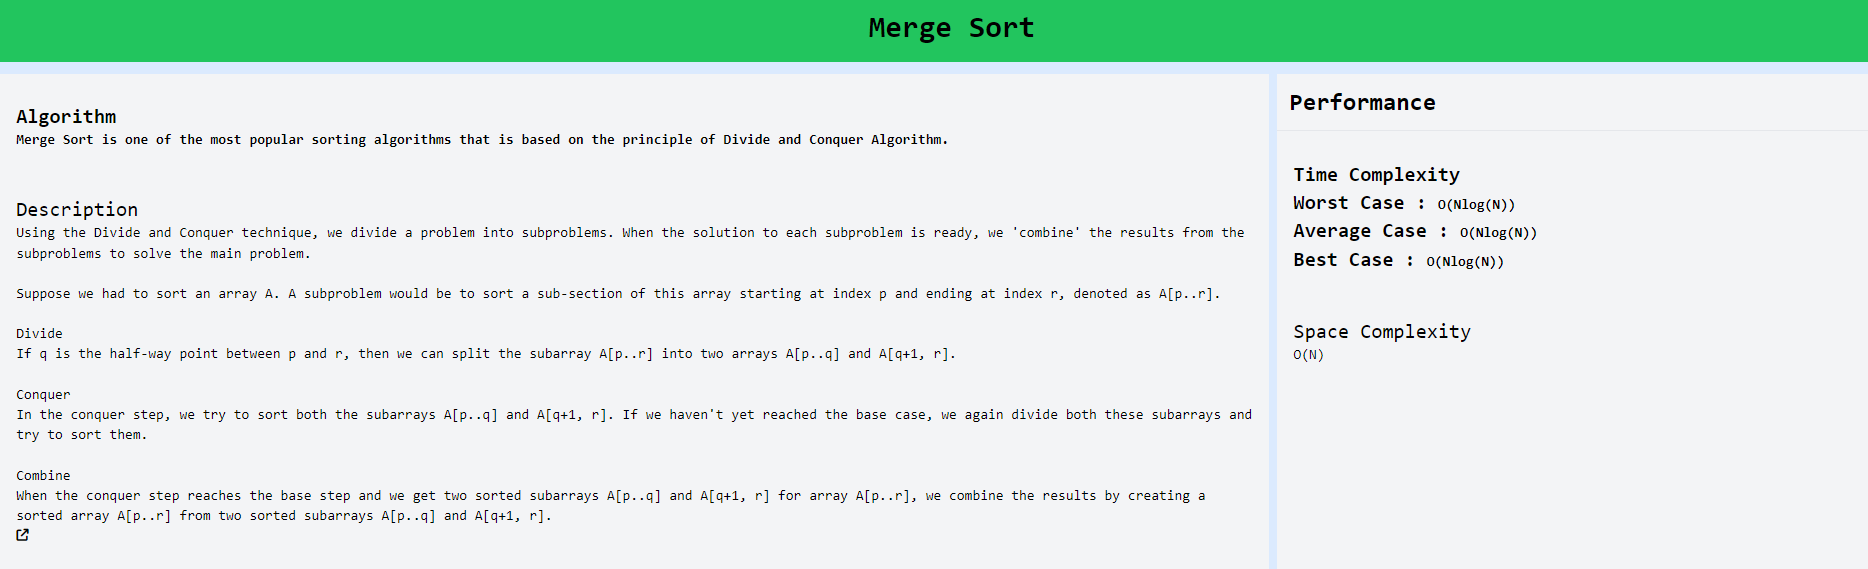 Merge Sort
Algorithm
Merge Sort is one of the most popular sorting algorithms that is based on the principle of Divide and Conquer Algorithm.
Description
Using the Divide and Conquer technique, we divide a problem into subproblems. When the solution to each subproblem is ready, we 'combine' the results from the
subproblems to solve the main problem.
Suppose we had to sort an array A. A subproblem would be to sort a sub-section of this array starting at index p and ending at index r, denoted as A[p..r].
Divide
If q is the half-way point between p and r, then we can split the subarray A[p..r] into two arrays A[p..q] and A[q+1, r].
Conquer
In the conquer step, we try to sort both the subarrays A[p..q] and A[q+1, r]. If we haven't yet reached the base case, we again divide both these subarrays and
try to sort them.
Combine
When the conquer step reaches the base step and we get two sorted subarrays A[p..q] and A[q+1, r] for array A[p..r], we combine the results by creating a
sorted array A[p..r] from two sorted subarrays A[p..q] and A[q+1, r].
Performance
Time Complexity
Worst Case : O(Nlog(N))
Average Case : O(Nlog(N))
Best Case : O(Nlog(N))
Space Complexity
O(N)